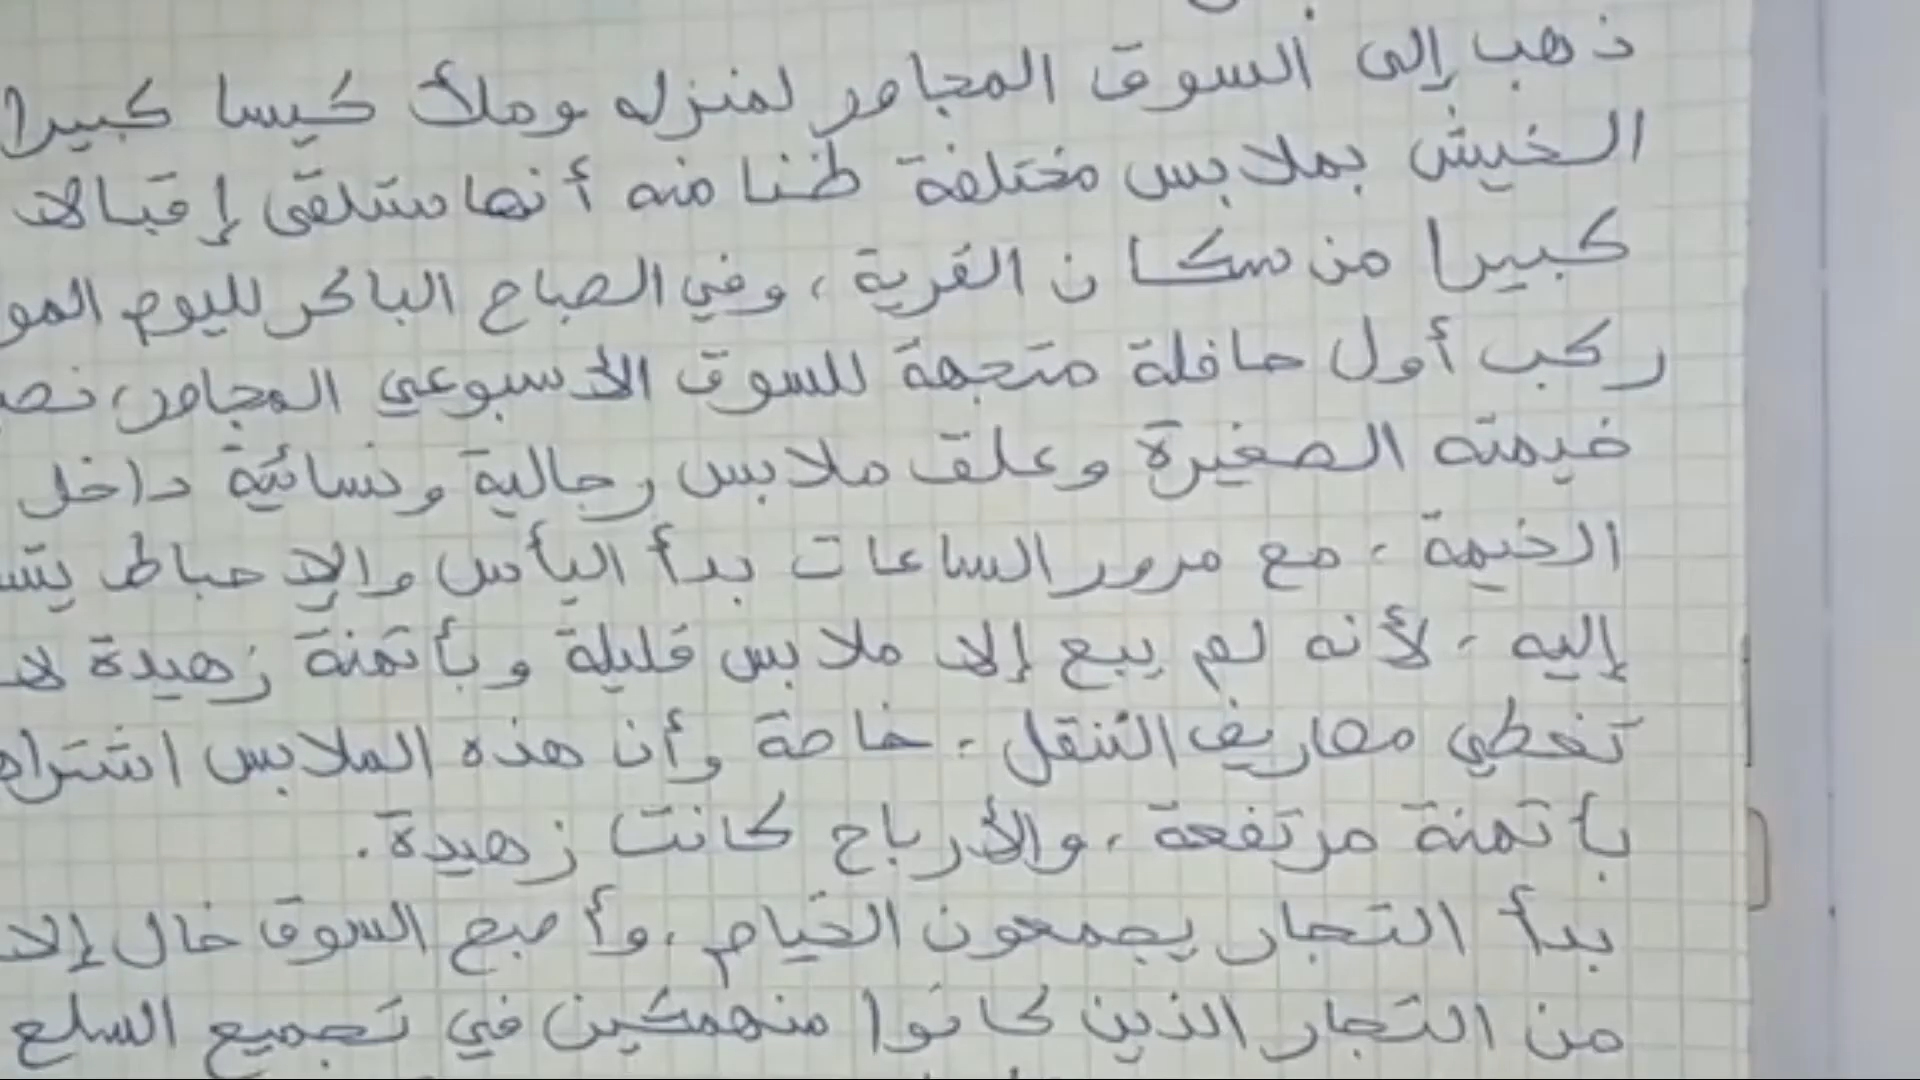 ذهب إلى السوق المجاور لمنزله وملأ كيسا كبيرا
الخيش بملابس مختلفة ظنا منه أنها ستلقى إقبالا
كبيرا من سكان القرية، وفي الصباح الباكر لليوم
ركب أول حافلة متجهة للسوق الأسبوعي المجاور،
خيمته الصغيرة وعلق ملابس رجالية ونسائية داخل
الخيمة، مع مرور الساعات بدأ اليأس والإحباط
إليه، لأنه لم يبع إلا ملابس قليلة وبأثمنة زهيدة لا
تغطي مصاريف التنقل، خاصة وأن هذه الملابس
بأثمنة مرتفعة، والأرباح كانت زهيدة.
بدأ التجار يجمعون الخيام، وأصبح السوق خال إلا
من التجار الذين كانوا منهمكين في تجميع السلع